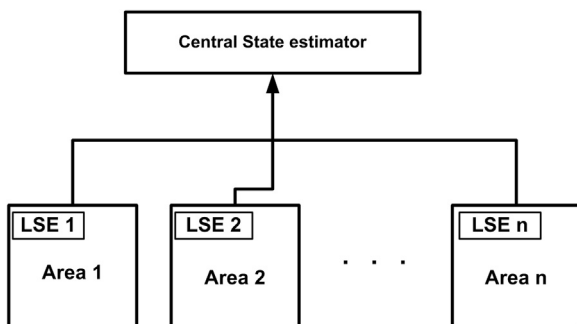 Central State estimator
LSE 1
LSE 2
LSE n
Area 1
Area 2
. . .
Area n